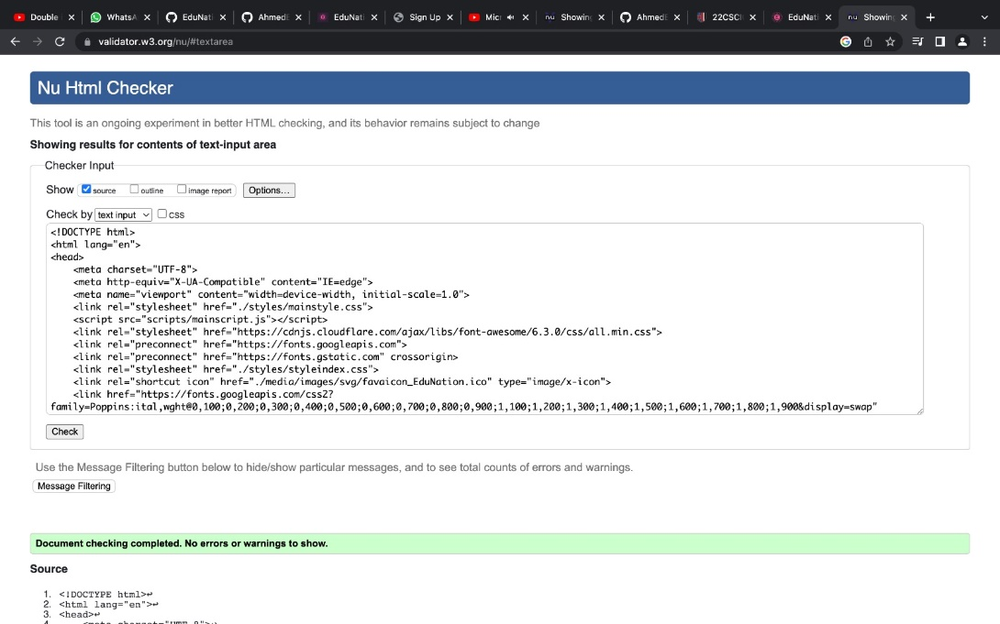 Double
WhatsA
EduNati
AhmedE
EduNati
Sign Up
Micr
Showing
AhmedE
22CSC
EduNati
Showing
validator.w3.org/nu/#textarea
Nu Html Checker
This tool is an ongoing experiment in better HTML checking, and its behavior remains subject to change
Showing results for contents of text-input area
Checker Input
Show source outline image report Options...
Check by text input css
<!DOCTYPE html>
<html lang="en">
<head>
<meta charset="UTF-8">
<meta http-equiv="X-UA-Compatible" content="IE=edge">
<meta name="viewport" content="width=device-width, initial-scale=1.0">
<link rel="stylesheet" href="./styles/mainstyle.css">
<script src="scripts/mainscript.js"></script>
<link rel="stylesheet" href="https://cdnjs.cloudflare.com/ajax/libs/font-awesome/6.3.0/css/all.min.css">
<link rel="preconnect" href="https://fonts.googleapis.com">
<link rel="preconnect" href="https://fonts.gstatic.com" crossorigin>
<link rel="stylesheet" href="./styles/styleindex.css">
<link rel="shortcut icon" href="./media/images/svg/favaicon_EduNation.ico" type="image/x-icon">
<link href="https://fonts.googleapis.com/css2?
family=Poppins:ital,wght@0,100;0,200;0,300;0,400;0,500;0,600;0,700;0,800;0,900;1,100;1,200;1,300;1,400;1,500;1,600;1,700;1,800;1,900&display=swap"
Check
Use the Message Filtering button below to hide/show particular messages, and to see total counts of errors and warnings.
Message Filtering
Document checking completed. No errors or warnings to show.
Source
1. <!DOCTYPE html>↩
2. <html lang="en">↩
3. <head>↩